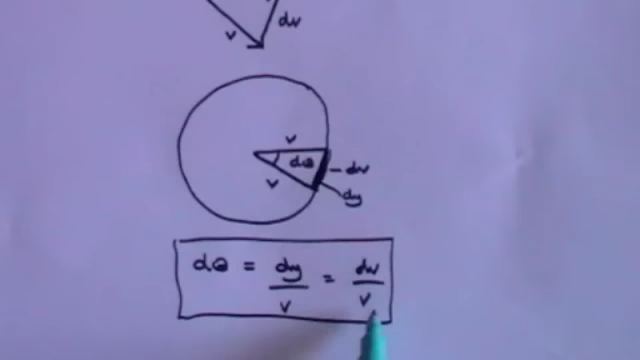 v dv
v
dθ - dv
v dy
dθ = dy/v = dv/v